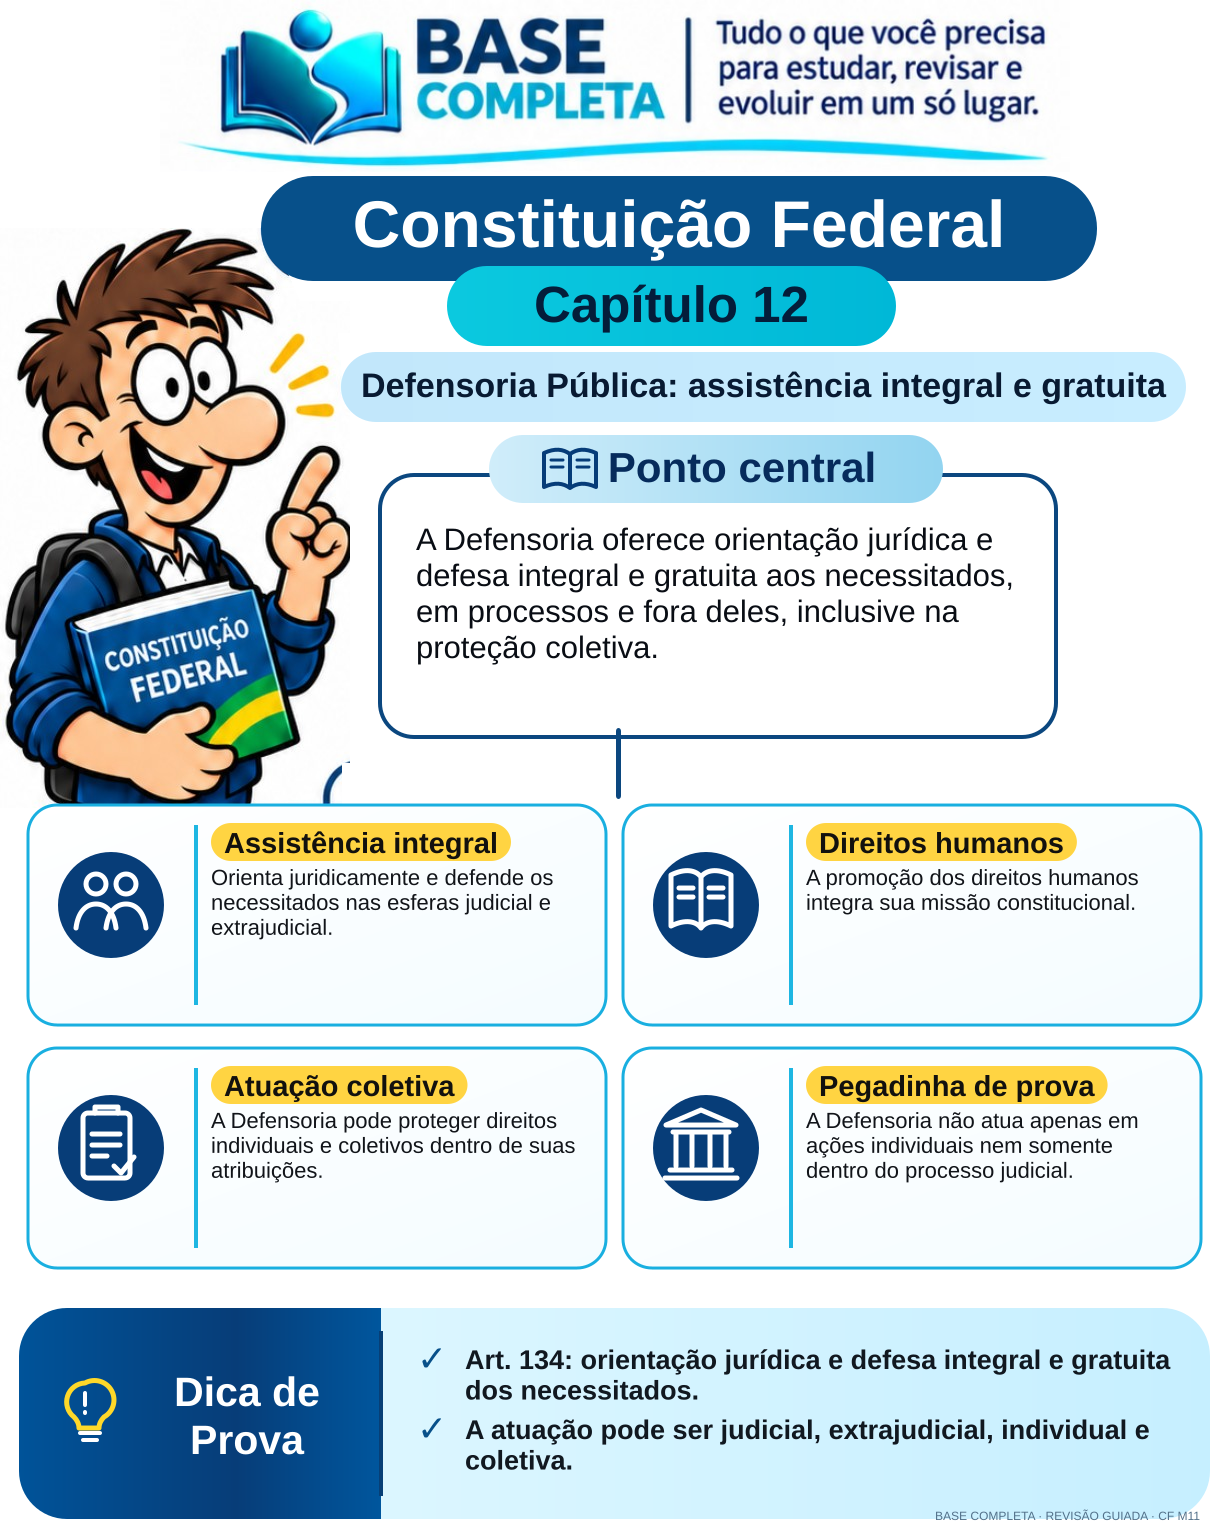 BASE
COMPLETA
Tudo o que você precisa
para estudar, revisar e
evoluir em um só lugar.
Constituição Federal
Capítulo 12
Defensoria Pública: assistência integral e gratuita
Ponto central
A Defensoria oferece orientação jurídica e
defesa integral e gratuita aos necessitados,
em processos e fora deles, inclusive na
proteção coletiva.
CONSTITUIÇÃO
FEDERAL
Assistência integral
Orienta juridicamente e defende os
necessitados nas esferas judicial e
extrajudicial.
Direitos humanos
A promoção dos direitos humanos
integra sua missão constitucional.
Atuação coletiva
A Defensoria pode proteger direitos
individuais e coletivos dentro de suas
atribuições.
Pegadinha de prova
A Defensoria não atua apenas em
ações individuais nem somente
dentro do processo judicial.
Dica de
Prova
✓ Art. 134: orientação jurídica e defesa integral e gratuita
dos necessitados.
✓ A atuação pode ser judicial, extrajudicial, individual e
coletiva.
BASE COMPLETA · REVISÃO GUIADA · CF M11